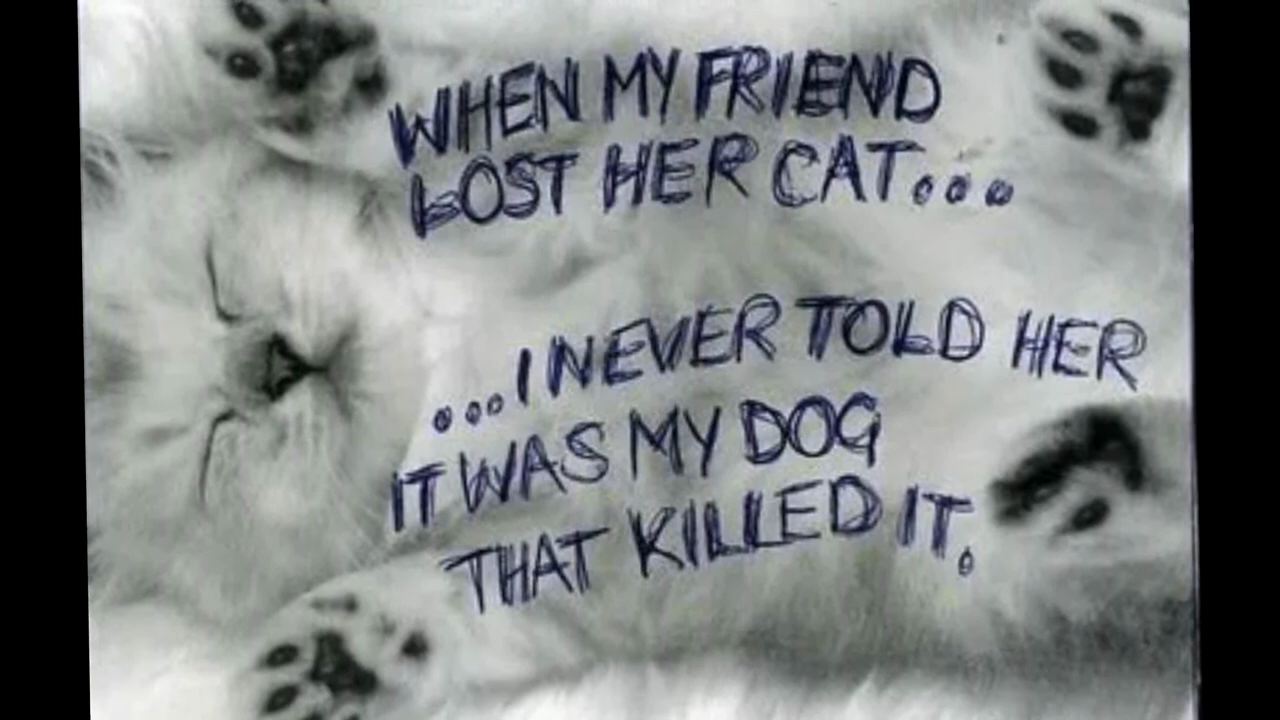 WHEN MY FRIEND
LOST HER CAT...
...I NEVER TOLD HER
IT WAS MY DOG
THAT KILLED IT.